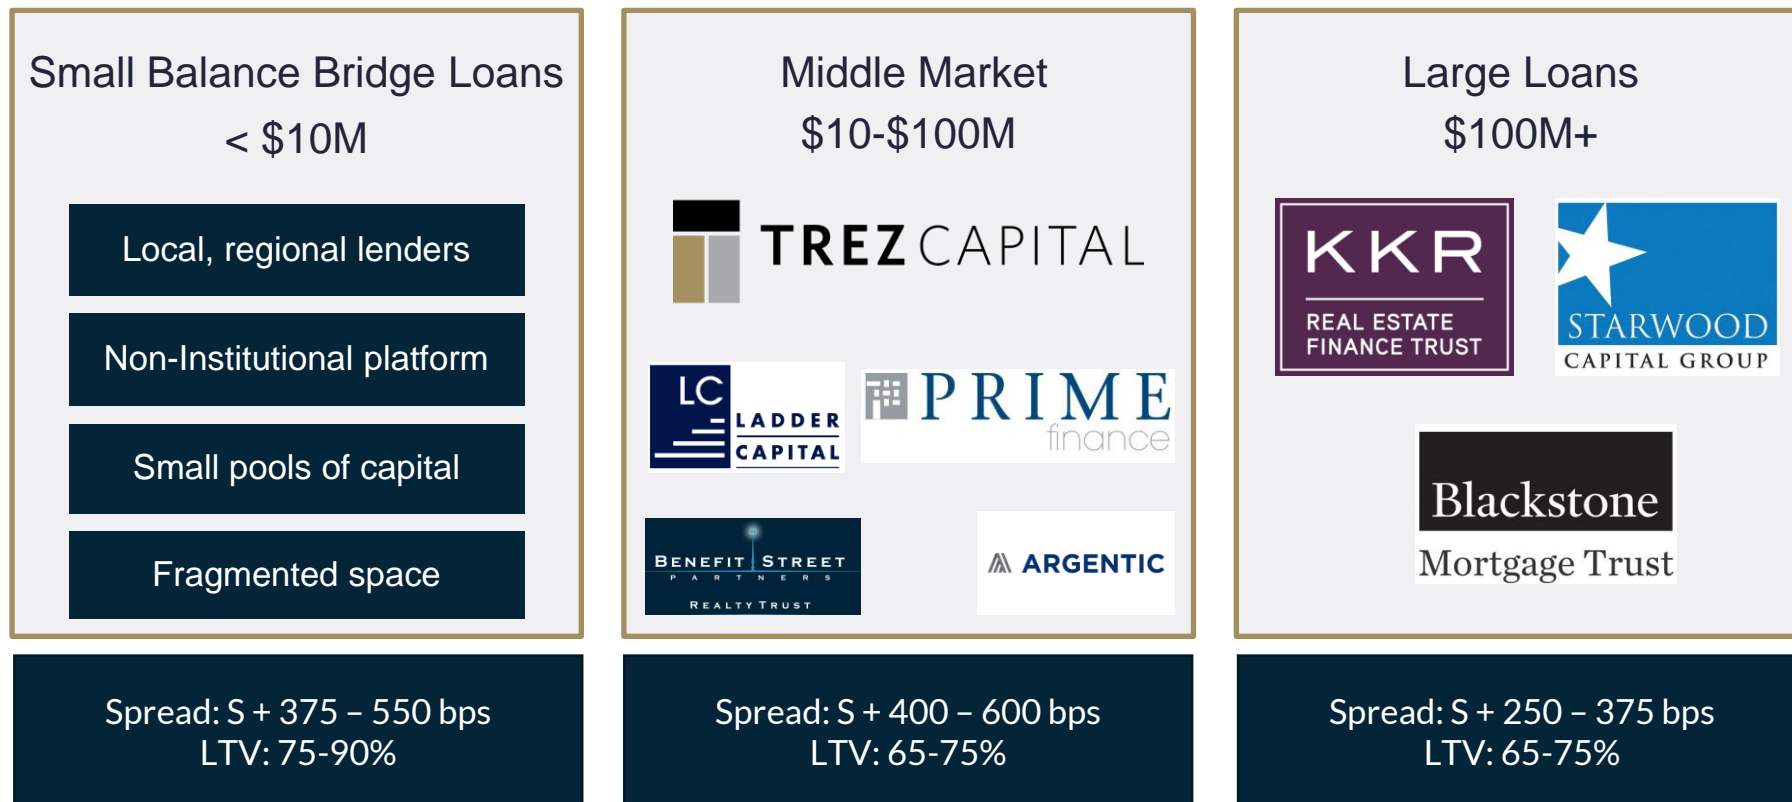 Small Balance Bridge Loans
< $10M
Local, regional lenders
Non-Institutional platform
Small pools of capital
Fragmented space
Spread: S + 375 – 550 bps
LTV: 75-90%
Middle Market
$10-$100M
TREZ CAPITAL
LC
LADDER
CAPITAL
PRIME
finance
BENEFIT STREET
PARTNERS
REALTY TRUST
ARGENTIC
Spread: S + 400 – 600 bps
LTV: 65-75%
Large Loans
$100M+
KKR
REAL ESTATE
FINANCE TRUST
STARWOOD
CAPITAL GROUP
Blackstone
Mortgage Trust
Spread: S + 250 – 375 bps
LTV: 65-75%